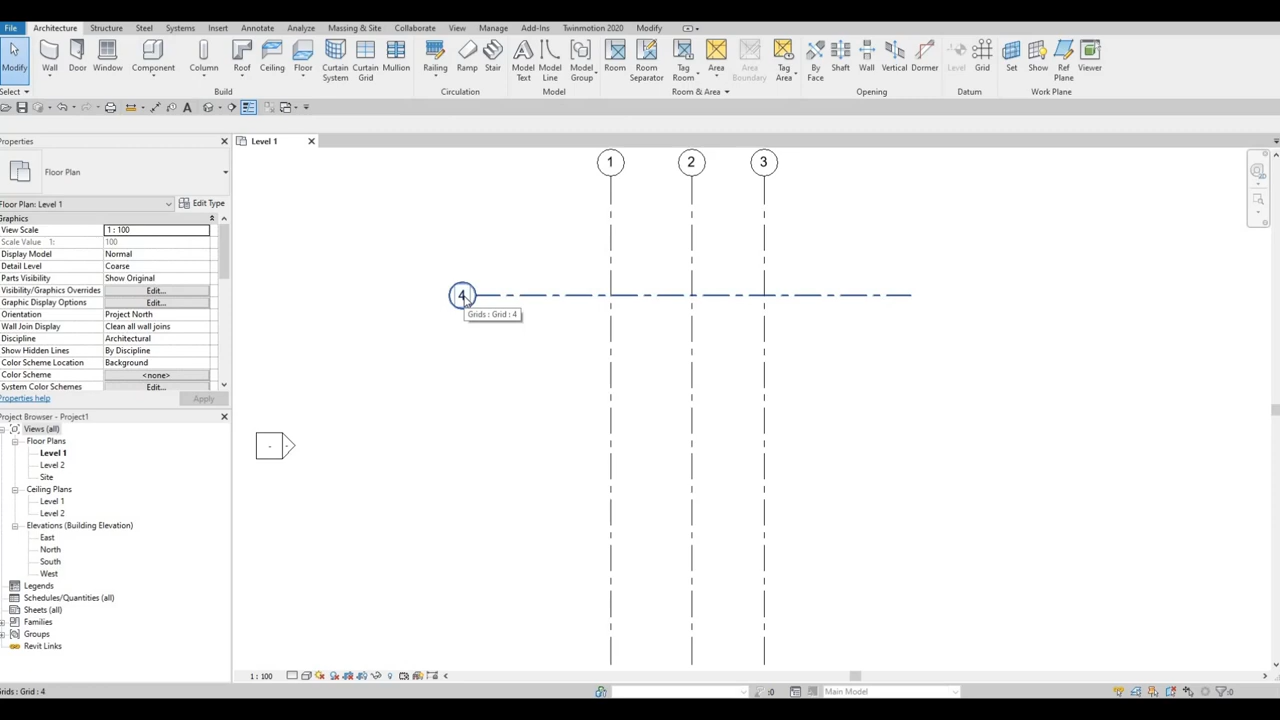 File Architecture Structure Steel Systems Insert Annotate Analyze Massing & Site Collaborate View Manage Add-Ins Twinmotion 2020 Modify
Modify Wall Door Window Component Column Roof Ceiling Floor Curtain System Curtain Grid Mullion Railing Ramp Stair Model Text Model Line Model Group Room Room Separator Tag Room Area Area Boundary Tag Area By Face Shaft Wall Vertical Dormer Level Grid Set Show Ref Plane Viewer
Select Build Circulation Model Room & Area Opening Datum Work Plane
Properties
Level 1
Floor Plan
Floor Plan: Level 1 Edit Type
Graphics
View Scale 1 : 100
Scale Value 1: 100
Display Model Normal
Detail Level Coarse
Parts Visibility Show Original
Visibility/Graphics Overrides Edit...
Graphic Display Options Edit...
Orientation Project North
Wall Join Display Clean all wall joins
Discipline Architectural
Show Hidden Lines By Discipline
Color Scheme Location Background
Color Scheme <none>
System Color Schemes Edit...
Properties help Apply
Project Browser - Project1
Views (all)
Floor Plans
Level 1
Level 2
Site
Ceiling Plans
Level 1
Level 2
Elevations (Building Elevation)
East
North
South
West
Legends
Schedules/Quantities (all)
Sheets (all)
Families
Groups
Revit Links
1 2 3
4
Grids : Grid : 4
1 : 100
Grids : Grid : 4 :0 Main Model :0